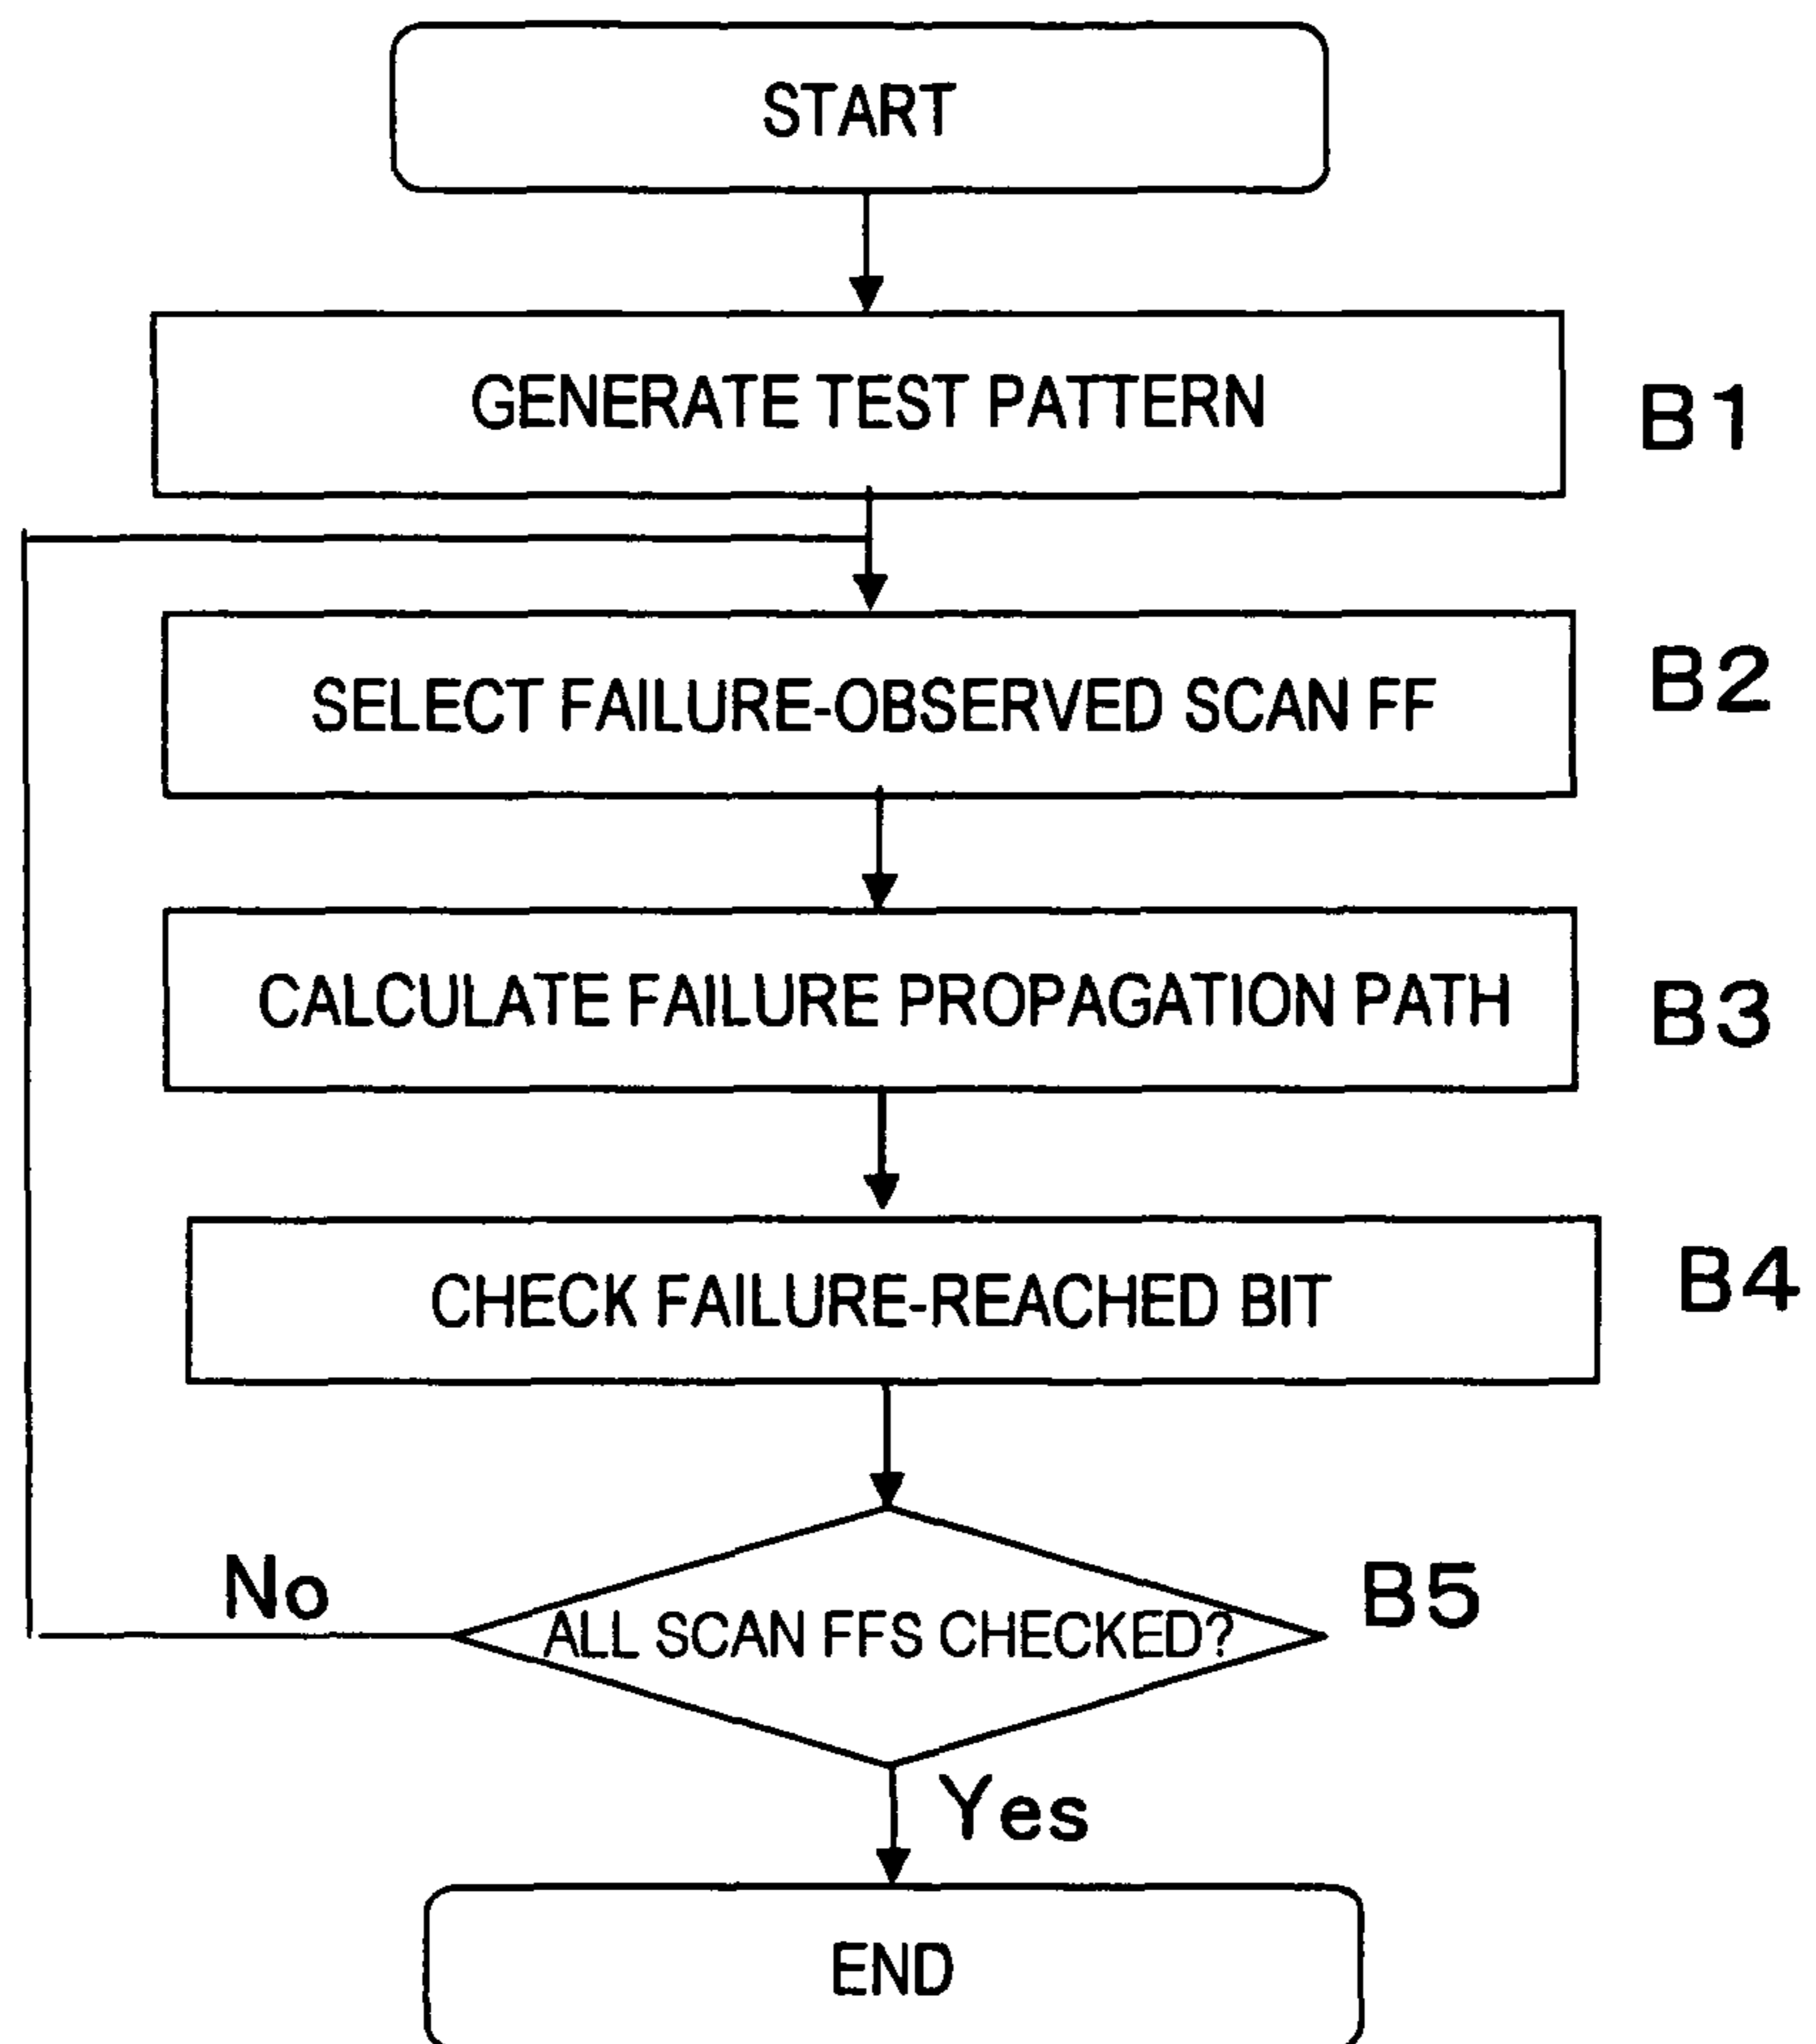 START
GENERATE TEST PATTERN
B1
SELECT FAILURE-OBSERVED SCAN FF
B2
CALCULATE FAILURE PROPAGATION PATH
B3
CHECK FAILURE-REACHED BIT
B4
ALL SCAN FFS CHECKED?
B5
No
Yes
END